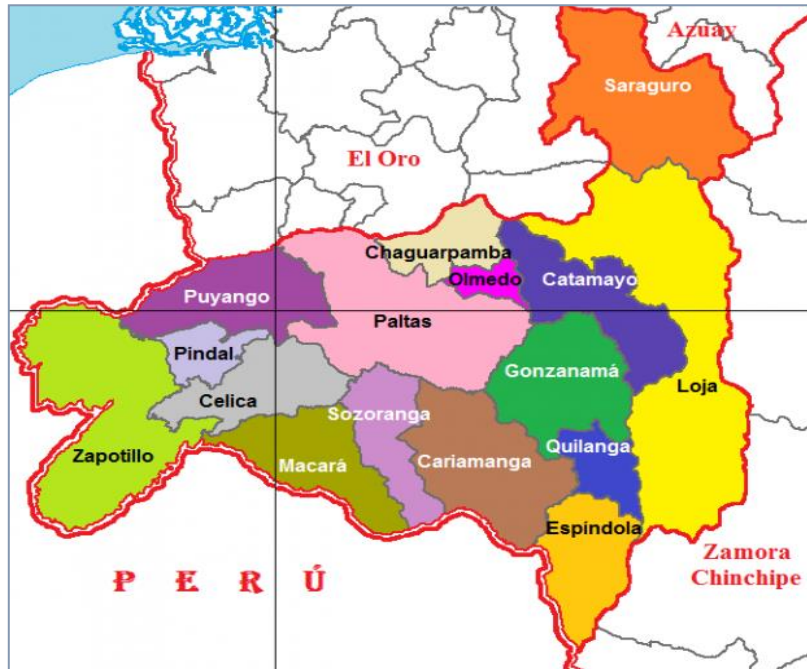 Azuay
Saraguro
El Oro
Chaguarpamba
Olmedo
Catamayo
Puyango
Paltas
Pindal
Gonzanamá
Loja
Celica
Sozoranga
Zapotillo
Macará
Cariamanga
Quilanga
Espíndola
Zamora
Chinchipe
P E R Ú